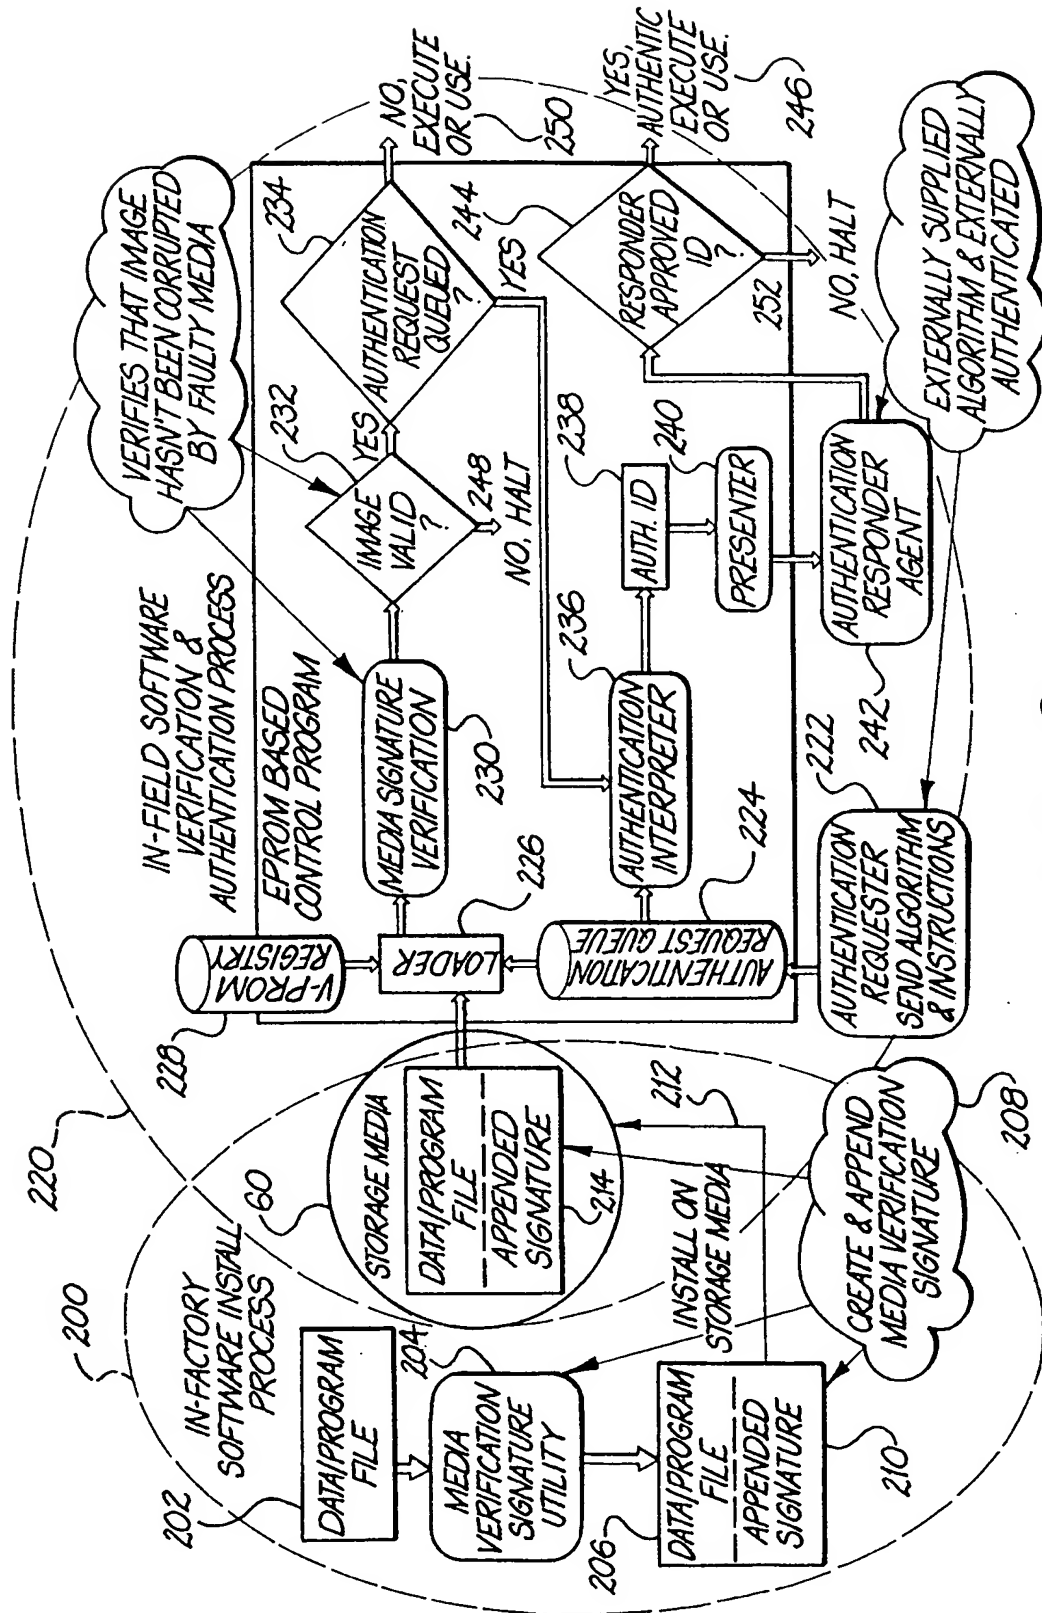 200
IN-FACTORY
SOFTWARE INSTALL
PROCESS
202
DATA/PROGRAM
FILE
204
MEDIA
VERIFICATION
SIGNATURE
UTILITY
206
DATA/PROGRAM
FILE
APPENDED
SIGNATURE
210
INSTALL ON
STORAGE MEDIA
212
CREATE & APPEND
MEDIA VERIFICATION
SIGNATURE
208
60
STORAGE MEDIA
DATA/PROGRAM
FILE
APPENDED
SIGNATURE
214
220
IN-FIELD SOFTWARE
VERIFICATION &
AUTHENTICATION PROCESS
EPROM BASED
CONTROL PROGRAM
228
V-PROM
REGISTRY
LOADER
226
AUTHENTICATION
REQUEST QUEUE
224
AUTHENTICATION
REQUESTER
SEND ALGORITHM
& INSTRUCTIONS
222
MEDIA SIGNATURE
VERIFICATION
230
IMAGE
VALID
?
232
YES
248
NO, HALT
VERIFIES THAT IMAGE
HASN'T BEEN CORRUPTED
BY FAULTY MEDIA
AUTHENTICATION
REQUEST
QUEUED
?
234
YES
NO,
EXECUTE
OR USE.
250
AUTHENTICATION
INTERPRETER
236
AUTH. ID
238
PRESENTER
240
AUTHENTICATION
RESPONDER
AGENT
242
RESPONDER
APPROVED
ID
?
244
YES,
AUTHENTIC
EXECUTE
OR USE.
246
252
NO, HALT
EXTERNALLY SUPPLIED
ALGORITHM & EXTERNALLY
AUTHENTICATED